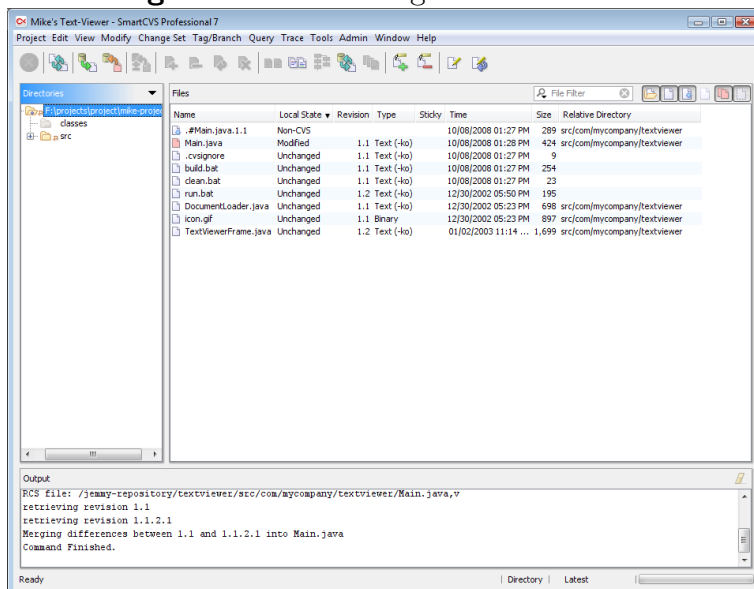 Mike's Text-Viewer - SmartCVS Professional 7
Project Edit View Modify Change Set Tag/Branch Query Trace Tools Admin Window Help
Directories
Files
File Filter
F:\projects\project\mike-projec
classes
src
Name Local State Revision Type Sticky Time Size Relative Directory
.#Main.java.1.1 Non-CVS 10/08/2008 01:27 PM 289 src/com/mycompany/textviewer
Main.java Modified 1.1 Text (-ko) 10/08/2008 01:28 PM 424 src/com/mycompany/textviewer
.cvsignore Unchanged 1.1 Text (-ko) 10/08/2008 01:27 PM 9
build.bat Unchanged 1.1 Text (-ko) 10/08/2008 01:27 PM 254
clean.bat Unchanged 1.1 Text (-ko) 10/08/2008 01:27 PM 23
run.bat Unchanged 1.2 Text (-ko) 12/30/2002 05:50 PM 195
DocumentLoader.java Unchanged 1.1 Text (-ko) 12/30/2002 05:23 PM 698 src/com/mycompany/textviewer
icon.gif Unchanged 1.1 Binary 12/30/2002 05:23 PM 897 src/com/mycompany/textviewer
TextViewerFrame.java Unchanged 1.2 Text (-ko) 01/02/2003 11:14 ... 1,699 src/com/mycompany/textviewer
Output
RCS file: /jemmy-repository/textviewer/src/com/mycompany/textviewer/Main.java,v
retrieving revision 1.1
retrieving revision 1.1.2.1
Merging differences between 1.1 and 1.1.2.1 into Main.java
Command Finished.
Ready
Directory
Latest